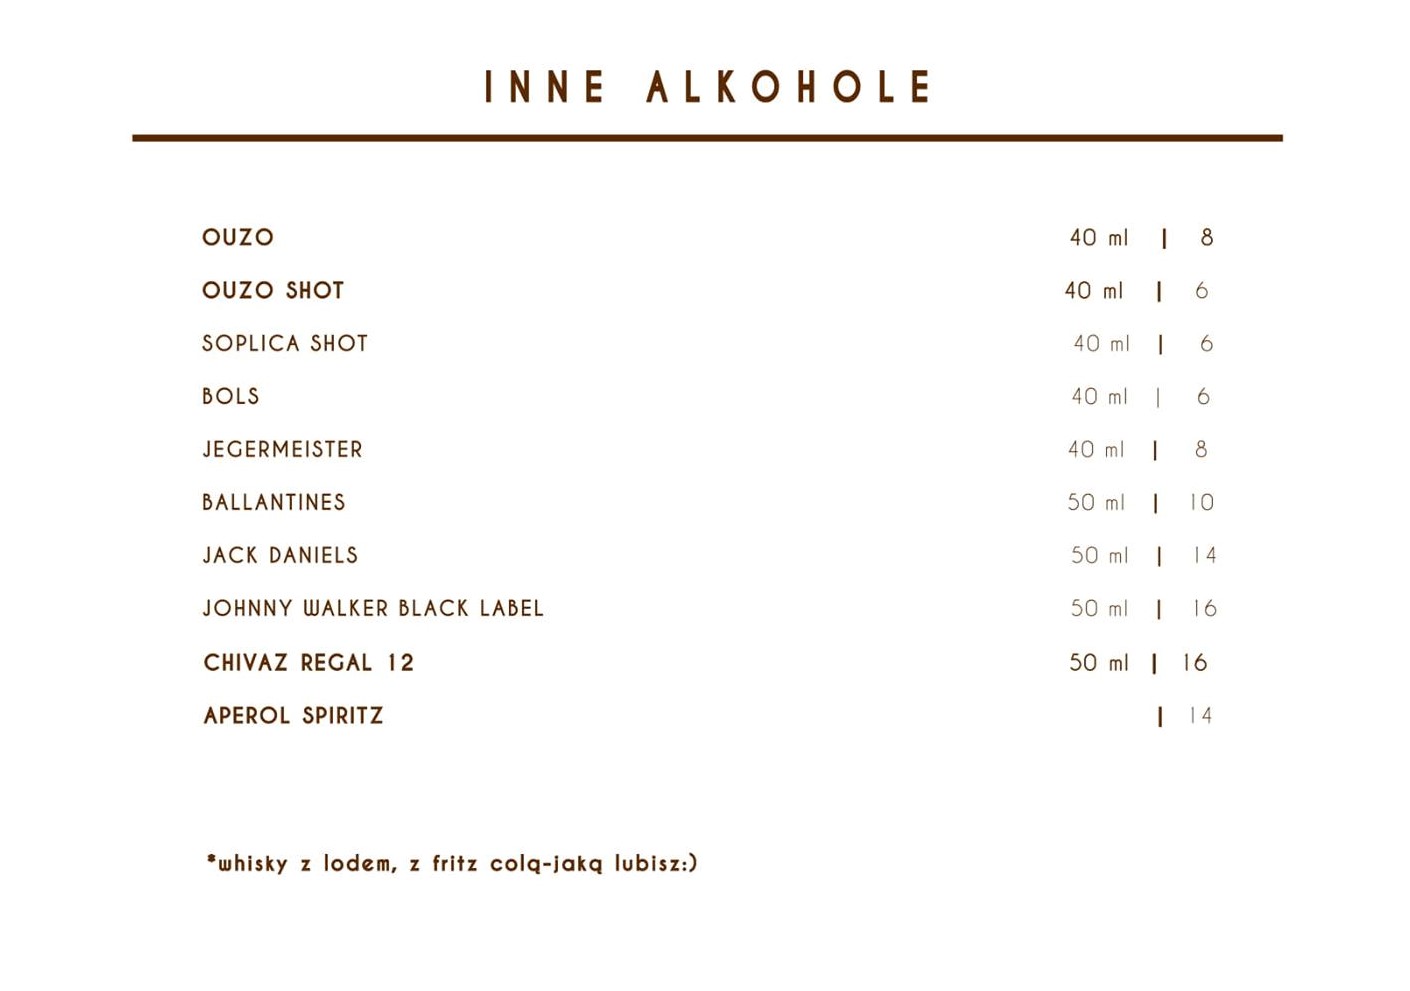 INNE ALKOHOLE
OUZO 40 ml | 8
OUZO SHOT 40 ml | 6
SOPLICA SHOT 40 ml | 6
BOLS 40 ml | 6
JEGERMEISTER 40 ml | 8
BALLANTINES 50 ml | 10
JACK DANIELS 50 ml | 14
JOHNNY WALKER BLACK LABEL 50 ml | 16
CHIVAZ REGAL 12 50 ml | 16
APEROL SPIRITZ | 14
*whisky z lodem, z fritz colą-jaką lubisz:)